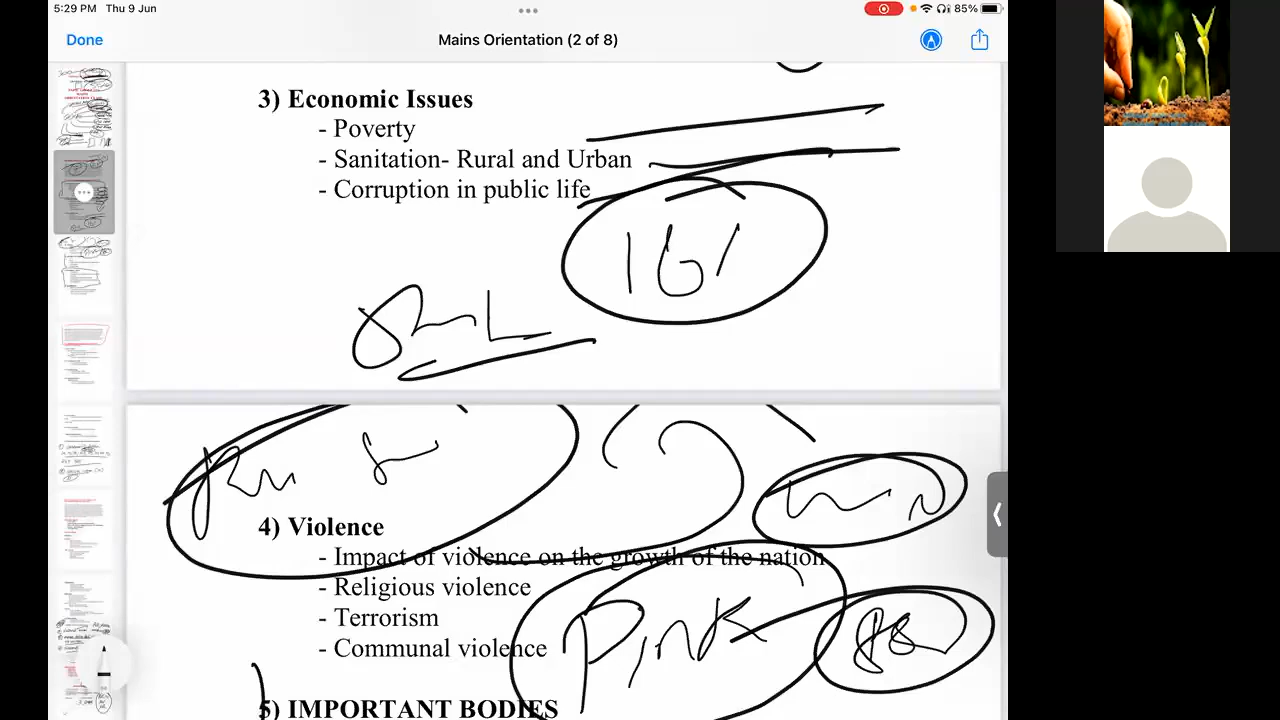 5:29 PM Thu 9 Jun
85%
Done
Mains Orientation (2 of 8)
3) Economic Issues
- Poverty
- Sanitation- Rural and Urban
- Corruption in public life
4) Violence
- Impact of violence on the growth of the nation
- Religious violence
- Terrorism
- Communal violence
Pink
5) IMPORTANT BODIES